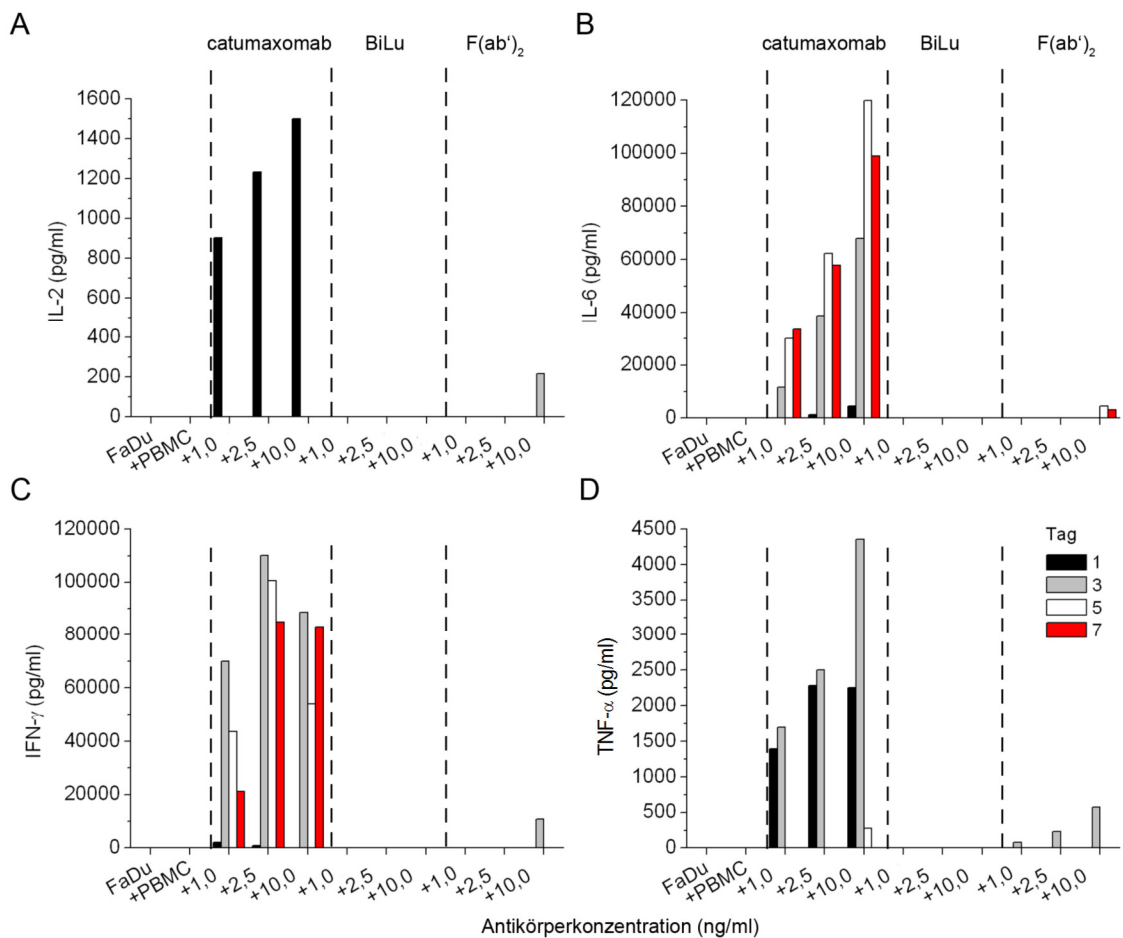 A
catumaxomab BiLu F(ab‘)2
IL-2 (pg/ml)
1600
1400
1200
1000
800
600
400
200
0
FaDu +PBMC +1,0 +2,5 +10,0 +1,0 +2,5 +10,0 +1,0 +2,5 +10,0
B
catumaxomab BiLu F(ab‘)2
IL-6 (pg/ml)
120000
100000
80000
60000
40000
20000
0
FaDu +PBMC +1,0 +2,5 +10,0 +1,0 +2,5 +10,0 +1,0 +2,5 +10,0
C
IFN-γ (pg/ml)
120000
100000
80000
60000
40000
20000
0
FaDu +PBMC +1,0 +2,5 +10,0 +1,0 +2,5 +10,0 +1,0 +2,5 +10,0
D
TNF-α (pg/ml)
4500
4000
3500
3000
2500
2000
1500
1000
500
0
Tag
1
3
5
7
FaDu +PBMC +1,0 +2,5 +10,0 +1,0 +2,5 +10,0 +1,0 +2,5 +10,0
Antikörperkonzentration (ng/ml)